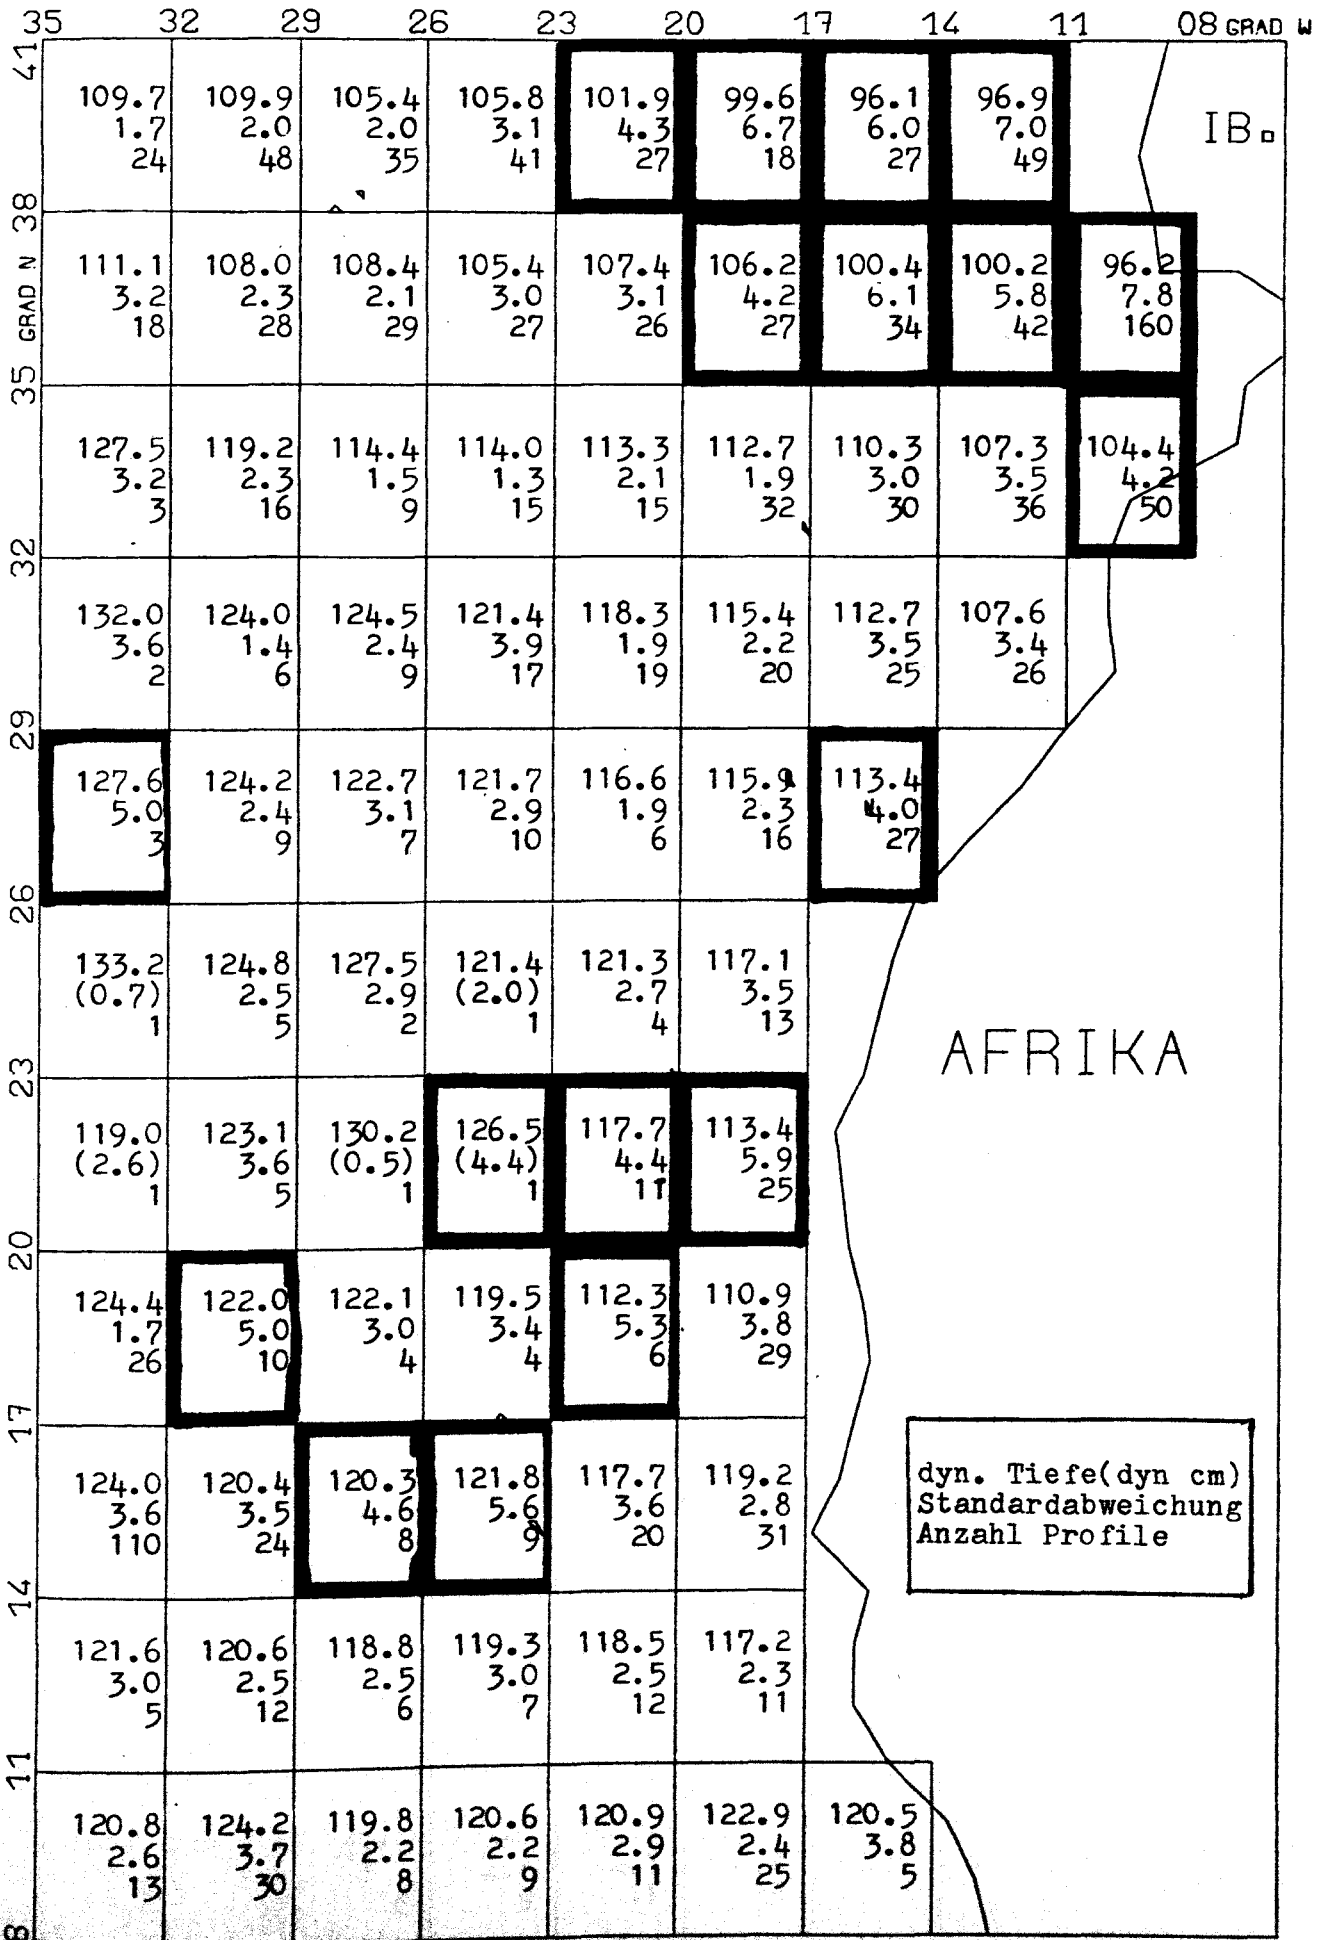 35 32 29 26 23 20 17 14 11 08 GRAD W
41
109.7 109.9 105.4 105.8 101.9 99.6 96.1 96.9
1.7 2.0 2.0 3.1 4.3 6.7 6.0 7.0
24 48 35 41 27 18 27 49
IB.
38
GRAD N
111.1 108.0 108.4 105.4 107.4 106.2 100.4 100.2 96.2
3.2 2.3 2.1 3.0 3.1 4.2 6.1 5.8 7.8
18 28 29 27 26 27 34 42 160
35
127.5 119.2 114.4 114.0 113.3 112.7 110.3 107.3 104.4
3.2 2.3 1.5 1.3 2.1 1.9 3.0 3.5 4.2
3 16 9 15 15 32 30 36 50
32
132.0 124.0 124.5 121.4 118.3 115.4 112.7 107.6
3.6 1.4 2.4 3.9 1.9 2.2 3.5 3.4
2 6 9 17 19 20 25 26
29
127.6 124.2 122.7 121.7 116.6 115.9 113.4
5.0 2.4 3.1 2.9 1.9 2.3 4.0
3 9 7 10 6 16 27
26
133.2 124.8 127.5 121.4 121.3 117.1
(0.7) 2.5 2.9 (2.0) 2.7 3.5
1 5 2 1 4 13
AFRIKA
23
119.0 123.1 130.2 126.5 117.7 113.4
(2.6) 3.6 (0.5) (4.4) 4.4 5.9
1 5 1 1 11 25
20
124.4 122.0 122.1 119.5 112.3 110.9
1.7 5.0 3.0 3.4 5.3 3.8
26 10 4 4 6 29
17
124.0 120.4 120.3 121.8 117.7 119.2
3.6 3.5 4.6 5.6 3.6 2.8
110 24 8 9 20 31
dyn. Tiefe(dyn cm)
Standardabweichung
Anzahl Profile
14
121.6 120.6 118.8 119.3 118.5 117.2
3.0 2.5 2.5 3.0 2.5 2.3
5 12 6 7 12 11
11
120.8 124.2 119.8 120.6 120.9 122.9 120.5
2.6 3.7 2.2 2.2 2.9 2.4 3.8
13 30 8 9 11 25 5
8